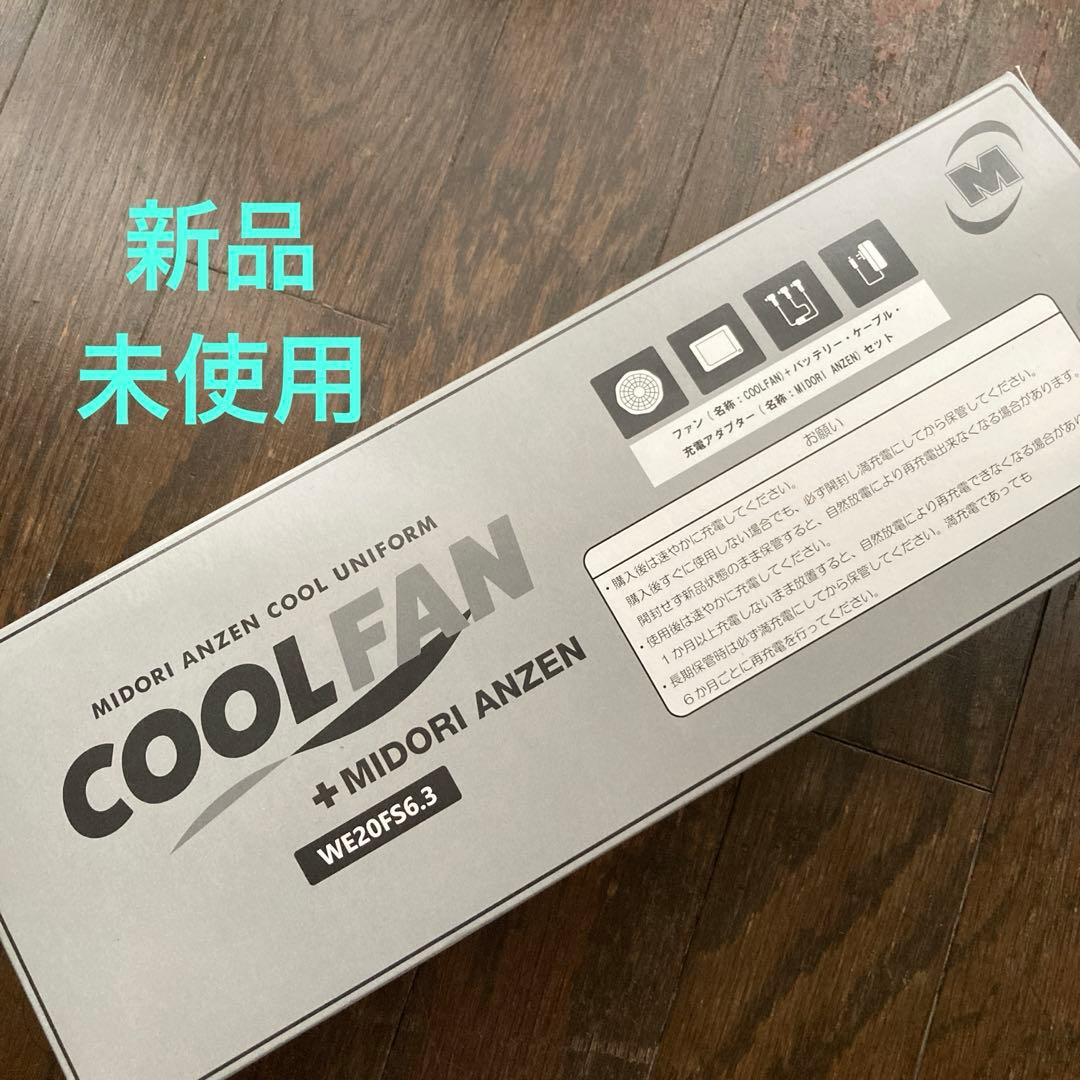 新品
未使用
M
ファン（名称：COOLFAN）+バッテリー・ケーブル・
充電アダプター（名称：MIDORI ANZEN）セット
お願い
・購入後は速やかに充電してください。
購入後すぐに使用しない場合でも、必ず開封し満充電にしてから保管してください。
開封せず新品状態のまま保管すると、自然放電により再充電出来なくなる場合があります。
・使用後は速やかに充電してください。
1か月以上充電しないまま放置すると、自然放電により再充電できなくなる場合があ
・長期保管時は必ず満充電にしてから保管してください。満充電であっても
6か月ごとに再充電を行ってください。
MIDORI ANZEN COOL UNIFORM
COOLFAN
+MIDORI ANZEN
WE20FS6.3